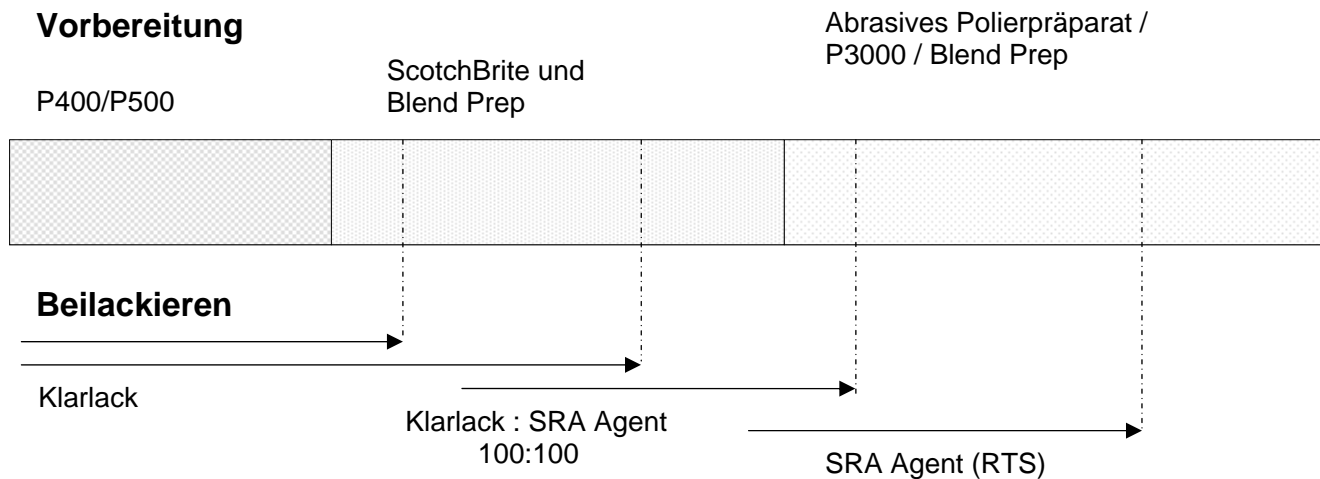 Vorbereitung
P400/P500
ScotchBrite und
Blend Prep
Abrasives Polierpräparat /
P3000 / Blend Prep
Beilackieren
Klarlack
Klarlack : SRA Agent
100:100
SRA Agent (RTS)